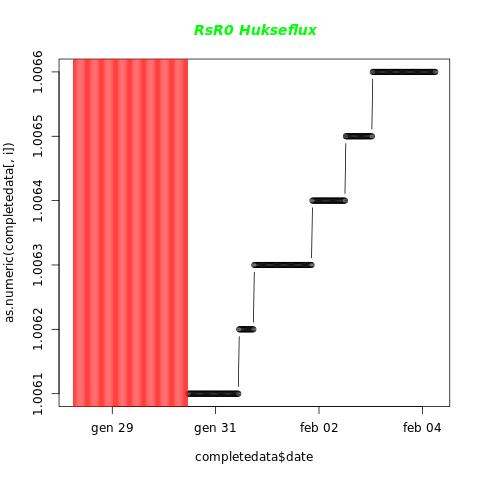 RsR0 Hukseflux
as.numeric(completedata[, i])
1.0066
1.0065
1.0064
1.0063
1.0062
1.0061
gen 29
gen 31
feb 02
feb 04
completedata$date